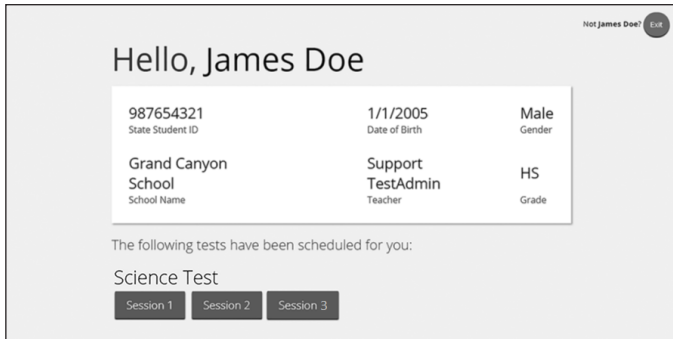 Not James Doe? Exit
Hello, James Doe
987654321 1/1/2005 Male
State Student ID Date of Birth Gender
Grand Canyon Support
School TestAdmin HS
School Name Teacher Grade
The following tests have been scheduled for you:
Science Test
Session 1 Session 2 Session 3